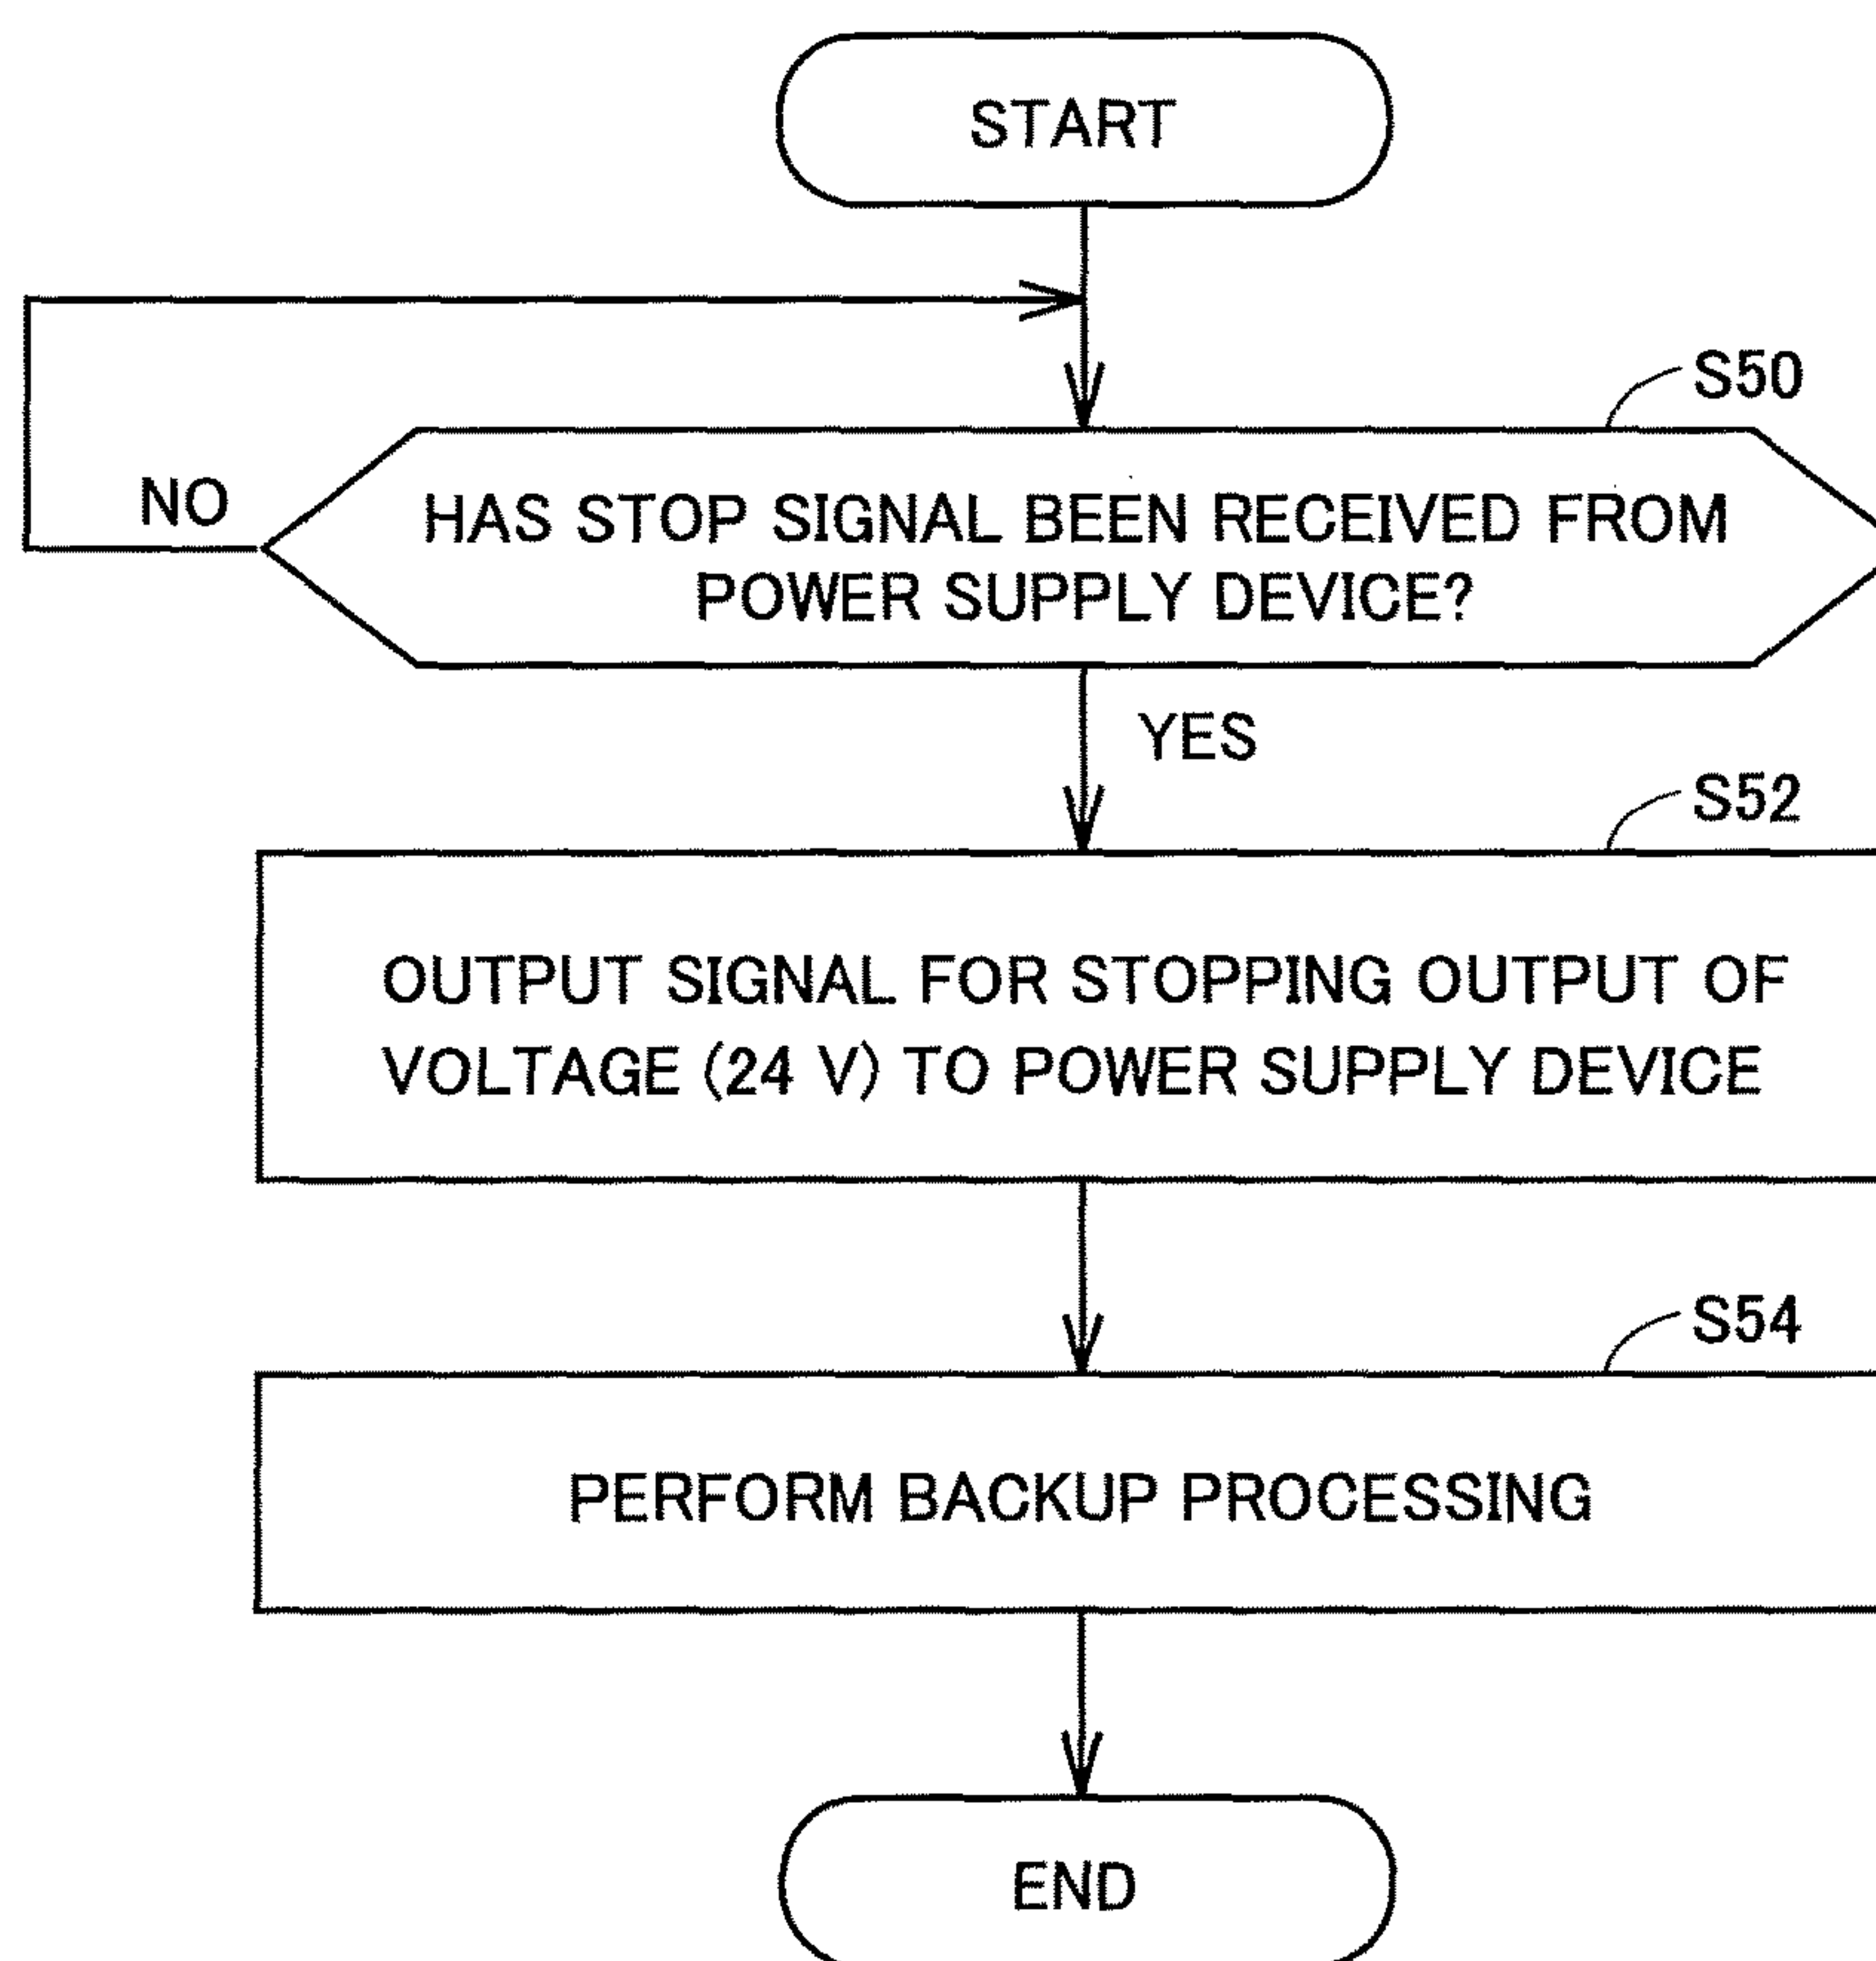 START
S50
NO
HAS STOP SIGNAL BEEN RECEIVED FROM
POWER SUPPLY DEVICE?
YES
S52
OUTPUT SIGNAL FOR STOPPING OUTPUT OF
VOLTAGE (24 V) TO POWER SUPPLY DEVICE
S54
PERFORM BACKUP PROCESSING
END